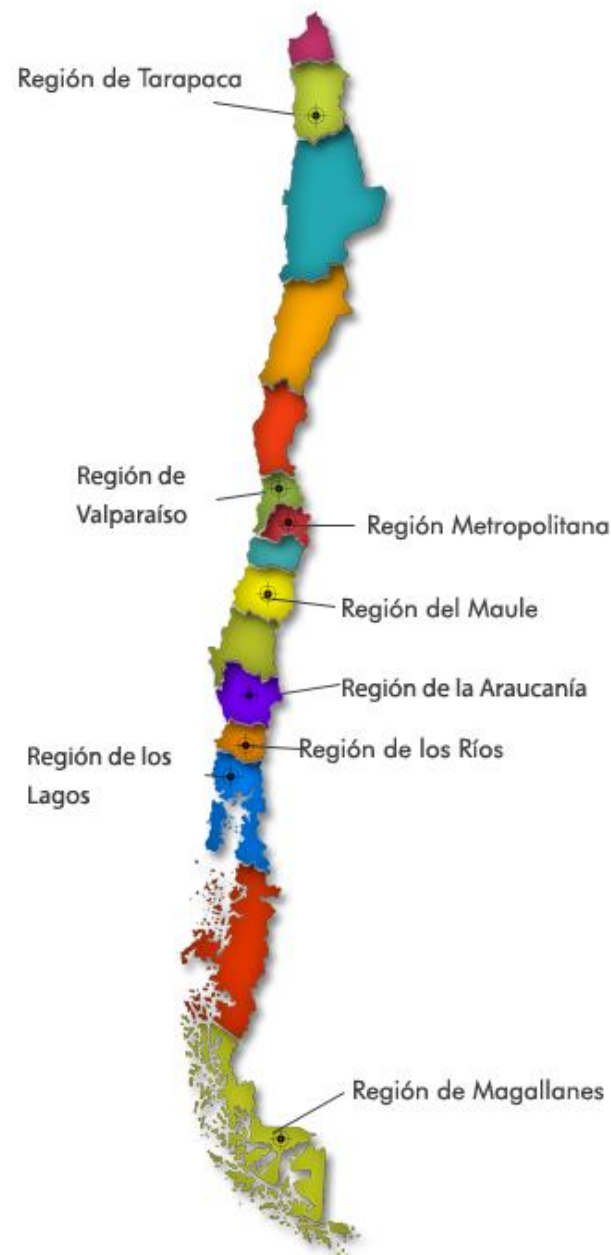 Región de Tarapaca
Región de
Valparaíso
Región Metropolitana
Región del Maule
Región de la Araucanía
Región de los Ríos
Región de los
Lagos
Región de Magallanes